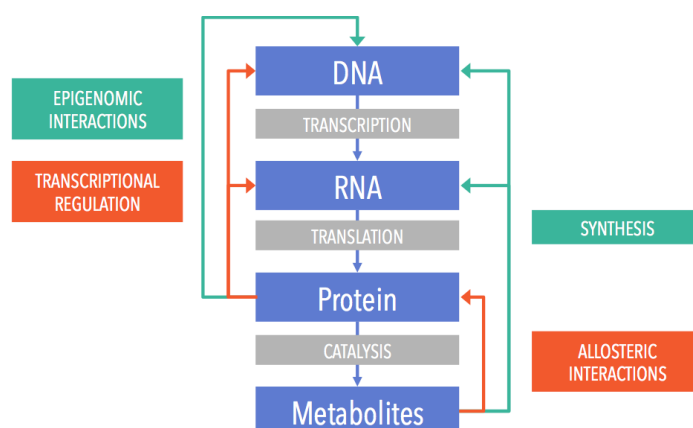 DNA
EPIGENOMIC
INTERACTIONS
TRANSCRIPTION
TRANSCRIPTIONAL
REGULATION
RNA
TRANSLATION
SYNTHESIS
Protein
CATALYSIS
ALLOSTERIC
INTERACTIONS
Metabolites